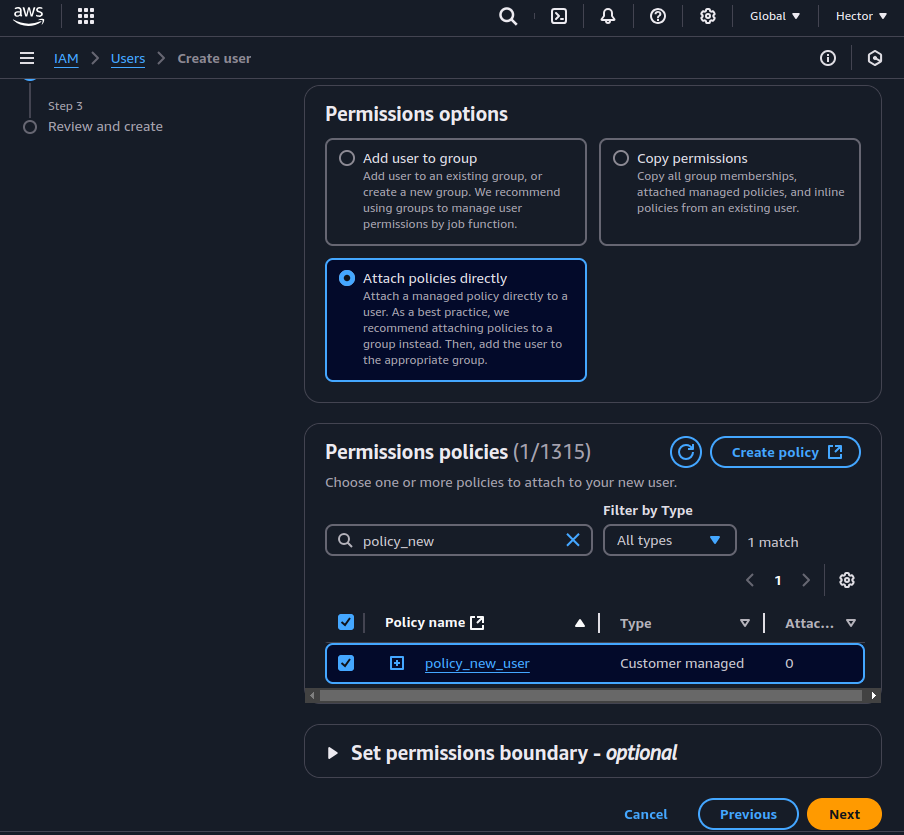 aws
Global
Hector
IAM
Users
Create user
Step 3
Review and create
Permissions options
Add user to group
Add user to an existing group, or
create a new group. We recommend
using groups to manage user
permissions by job function.
Copy permissions
Copy all group memberships,
attached managed policies, and inline
policies from an existing user.
Attach policies directly
Attach a managed policy directly to a
user. As a best practice, we
recommend attaching policies to a
group instead. Then, add the user to
the appropriate group.
Permissions policies (1/1315)
Create policy
Choose one or more policies to attach to your new user.
Filter by Type
policy_new
All types
1 match
1
Policy name
Type
Attac...
policy_new_user
Customer managed
0
Set permissions boundary - optional
Cancel
Previous
Next